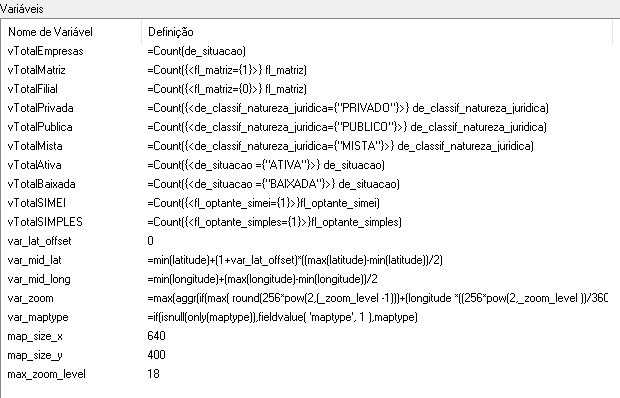 Variáveis
Nome de Variável Definição
vTotalEmpresas =Count(de_situacao)
vTotalMatriz =Count({<fl_matriz={1}>} fl_matriz)
vTotalFilial =Count({<fl_matriz={0}>} fl_matriz)
vTotalPrivada =Count({<de_classif_natureza_juridica={"PRIVADO"}>} de_classif_natureza_juridica)
vTotalPublica =Count({<de_classif_natureza_juridica={"PUBLICO"}>} de_classif_natureza_juridica)
vTotalMista =Count({<de_classif_natureza_juridica={"MISTA"}>} de_classif_natureza_juridica)
vTotalAtiva =Count({<de_situacao ={"ATIVA"}>} de_situacao)
vTotalBaixada =Count({<de_situacao ={"BAIXADA"}>} de_situacao)
vTotalSIMEI =Count({<fl_optante_simei={1}>}fl_optante_simei)
vTotalSIMPLES =Count({<fl_optante_simples={1}>}fl_optante_simples)
var_lat_offset 0
var_mid_lat =min(latitude)+(1+var_lat_offset)*((max(latitude)-min(latitude))/2)
var_mid_long =min(longitude)+(max(longitude)-min(longitude))/2
var_zoom =max(aggr(if(max( round(256*pow(2,(_zoom_level -1)))+(longitude *((256*pow(2,_zoom_level ))/360
var_maptype =if(isnull(only(maptype)),fieldvalue( 'maptype', 1 ),maptype)
map_size_x 640
map_size_y 400
max_zoom_level 18